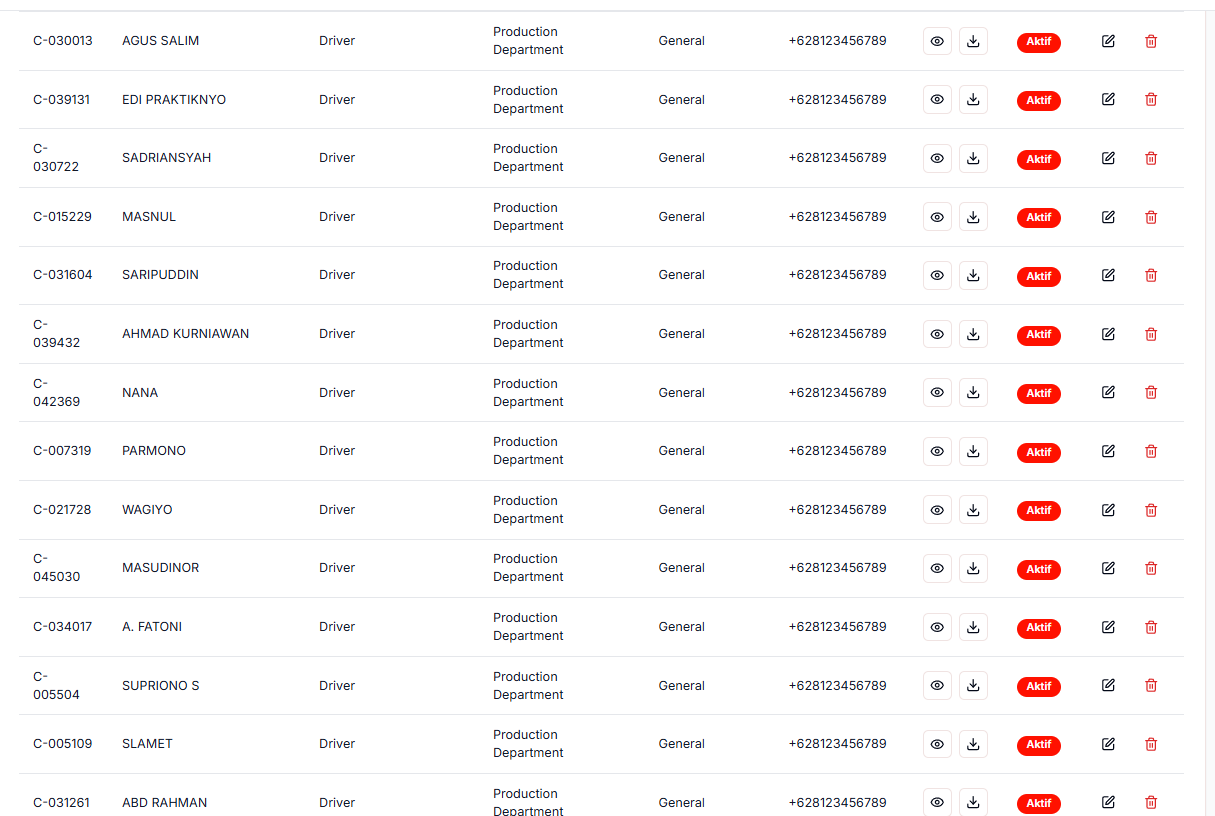 C-030013 AGUS SALIM Driver Production Department General +628123456789 Aktif
C-039131 EDI PRAKTIKNYO Driver Production Department General +628123456789 Aktif
C-030722 SADRIANSYAH Driver Production Department General +628123456789 Aktif
C-015229 MASNUL Driver Production Department General +628123456789 Aktif
C-031604 SARIPUDDIN Driver Production Department General +628123456789 Aktif
C-039432 AHMAD KURNIAWAN Driver Production Department General +628123456789 Aktif
C-042369 NANA Driver Production Department General +628123456789 Aktif
C-007319 PARMONO Driver Production Department General +628123456789 Aktif
C-021728 WAGIYO Driver Production Department General +628123456789 Aktif
C-045030 MASUDINOR Driver Production Department General +628123456789 Aktif
C-034017 A. FATONI Driver Production Department General +628123456789 Aktif
C-005504 SUPRIONO S Driver Production Department General +628123456789 Aktif
C-005109 SLAMET Driver Production Department General +628123456789 Aktif
C-031261 ABD RAHMAN Driver Production Department General +628123456789 Aktif